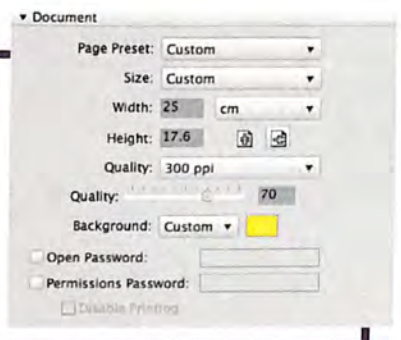 ▼ Document
Page Preset: Custom
Size: Custom
Width: 25 cm
Height: 17.6
Quality: 300 ppi
Quality: 70
Background: Custom
Open Password:
Permissions Password:
Disable Printing